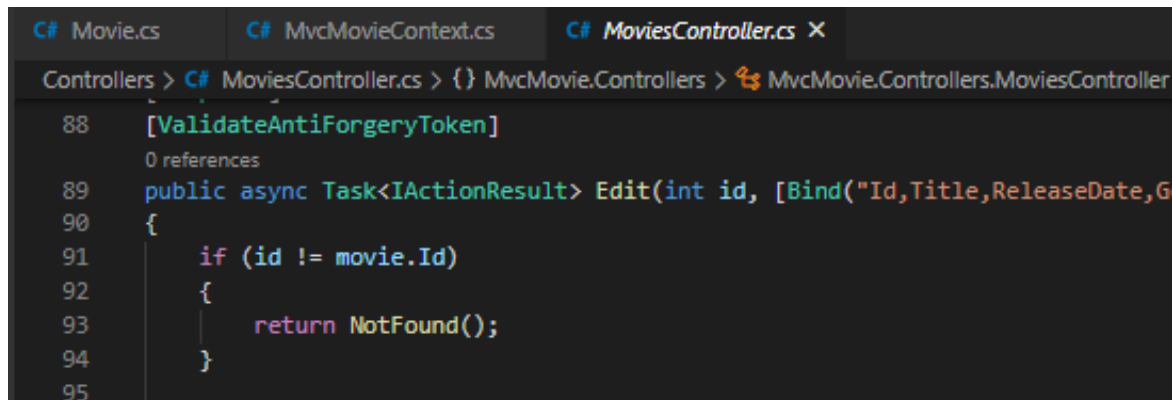 C# Movie.cs C# MvcMovieContext.cs C# MoviesController.cs ×
Controllers > C# MoviesController.cs > {} MvcMovie.Controllers > MvcMovie.Controllers.MoviesController
88 [ValidateAntiForgeryToken]
0 references
89 public async Task<IActionResult> Edit(int id, [Bind("Id,Title,ReleaseDate,G
90 {
91 if (id != movie.Id)
92 {
93 return NotFound();
94 }
95